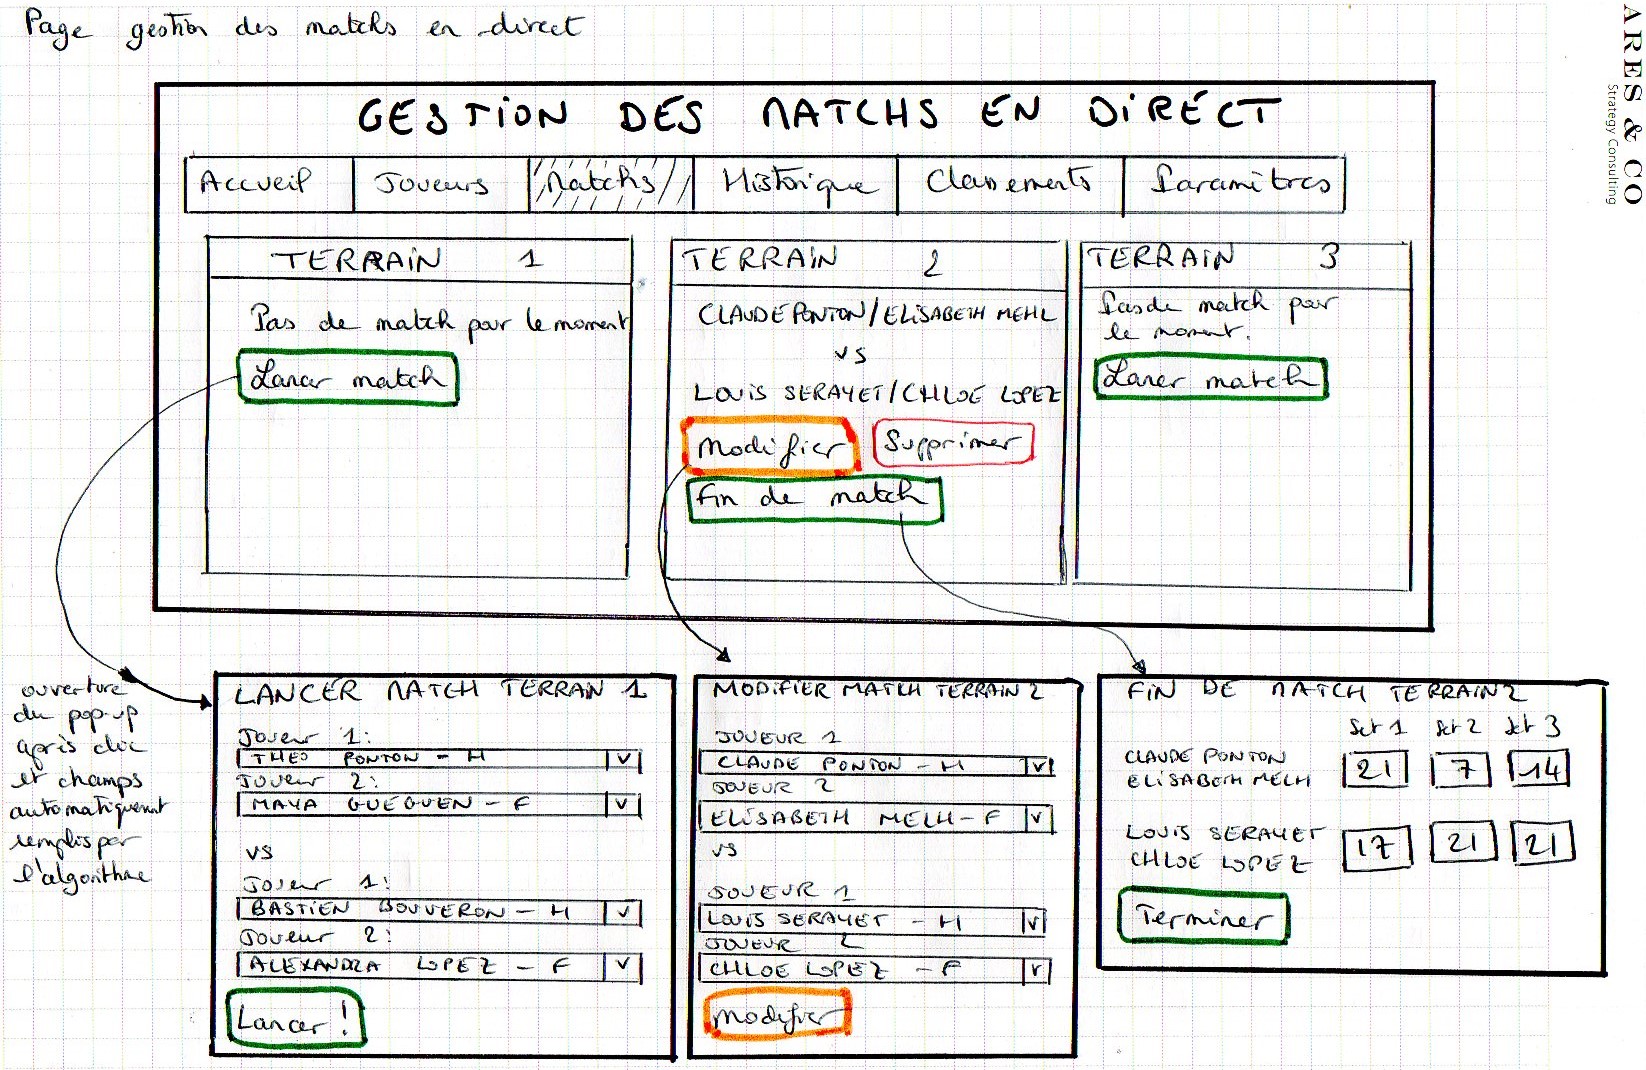 Page gestion des matchs en direct
ARES & CO
Strategy Consulting
GESTION DES MATCHS EN DIRECT
Accueil Joueurs Matchs Historique Classements Paramètres
TERRAIN 1
Pas de match pour le moment
Lancer match
TERRAIN 2
CLAUDE PONTON/ELISABETH MEHL
VS
LOUIS SERAYET/CHLOE LOPEZ
Modifier Supprimer
Fin de match
TERRAIN 3
Pas de match pour
le moment.
Lancer match
ouverture
du pop-up
après clic
et champs
automatiquement
remplis par
l'algorithme
LANCER MATCH TERRAIN 1
Joueur 1:
THEO PONTON - H V
Joueur 2:
MAYA GUEGUEN - F V
VS
Joueur 1:
BASTIEN BOUVERON - H V
Joueur 2:
ALEXANDRA LOPEZ - F V
Lancer !
MODIFIER MATCH TERRAIN 2
JOUEUR 1
CLAUDE PONTON - H V
JOUEUR 2
ELISABETH MELH - F V
VS
JOUEUR 1
LOUIS SERAYET - H V
JOUEUR 2
CHLOE LOPEZ - F V
Modifier
FIN DE MATCH TERRAIN 2
Set 1 Set 2 Set 3
CLAUDE PONTON
ELISABETH MELH
21 7 14
LOUIS SERAYET
CHLOE LOPEZ
17 21 21
Terminer